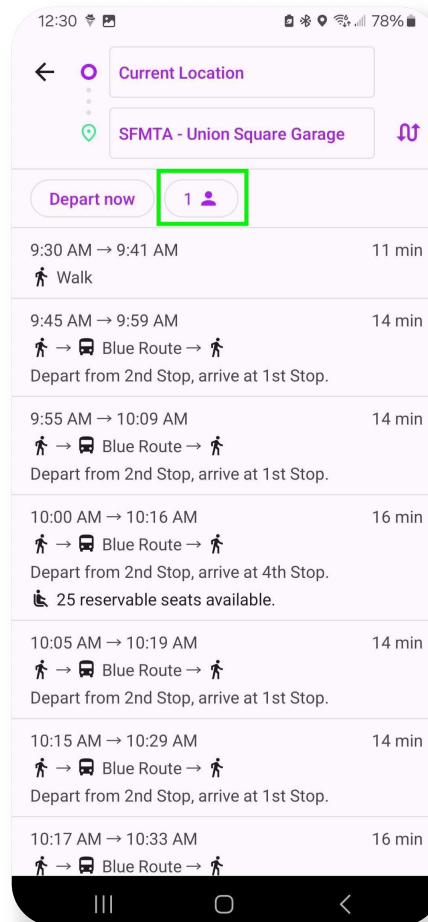 12:30
78%
Current Location
SFMTA - Union Square Garage
Depart now
1
9:30 AM → 9:41 AM 11 min
Walk
9:45 AM → 9:59 AM 14 min
→ Blue Route →
Depart from 2nd Stop, arrive at 1st Stop.
9:55 AM → 10:09 AM 14 min
→ Blue Route →
Depart from 2nd Stop, arrive at 1st Stop.
10:00 AM → 10:16 AM 16 min
→ Blue Route →
Depart from 2nd Stop, arrive at 4th Stop.
25 reservable seats available.
10:05 AM → 10:19 AM 14 min
→ Blue Route →
Depart from 2nd Stop, arrive at 1st Stop.
10:15 AM → 10:29 AM 14 min
→ Blue Route →
Depart from 2nd Stop, arrive at 1st Stop.
10:17 AM → 10:33 AM 16 min
→ Blue Route →